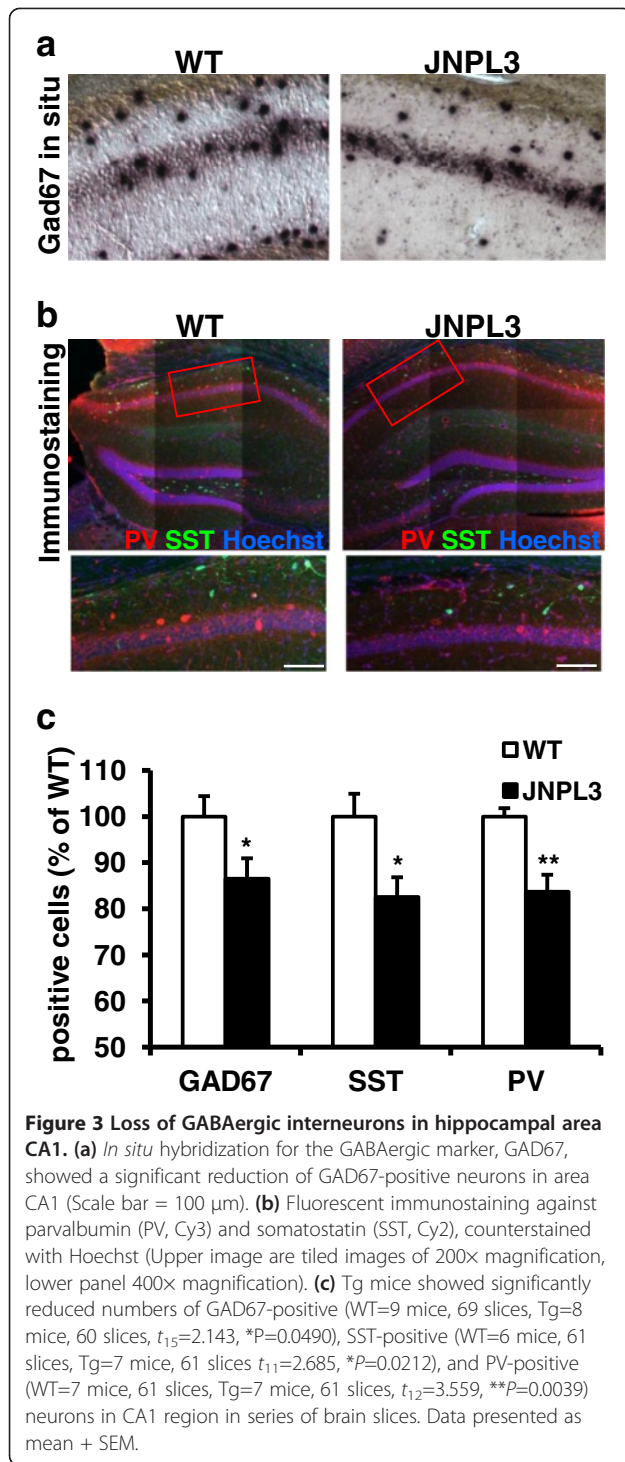 a
WT
JNPL3
Gad67 in situ
b
WT
JNPL3
Immunostaining
PV SST Hoechst
PV SST Hoechst
c
positive cells (% of WT)
110
100
90
80
70
60
50
WT
JNPL3
*
*
**
GAD67
SST
PV
Figure 3 Loss of GABAergic interneurons in hippocampal area
CA1. (a) In situ hybridization for the GABAergic marker, GAD67,
showed a significant reduction of GAD67-positive neurons in area
CA1 (Scale bar = 100 μm). (b) Fluorescent immunostaining against
parvalbumin (PV, Cy3) and somatostatin (SST, Cy2), counterstained
with Hoechst (Upper image are tiled images of 200× magnification,
lower panel 400× magnification). (c) Tg mice showed significantly
reduced numbers of GAD67-positive (WT=9 mice, 69 slices, Tg=8
mice, 60 slices, t15=2.143, *P=0.0490), SST-positive (WT=6 mice, 61
slices, Tg=7 mice, 61 slices t11=2.685, *P=0.0212), and PV-positive
(WT=7 mice, 61 slices, Tg=7 mice, 61 slices, t12=3.559, **P=0.0039)
neurons in CA1 region in series of brain slices. Data presented as
mean + SEM.